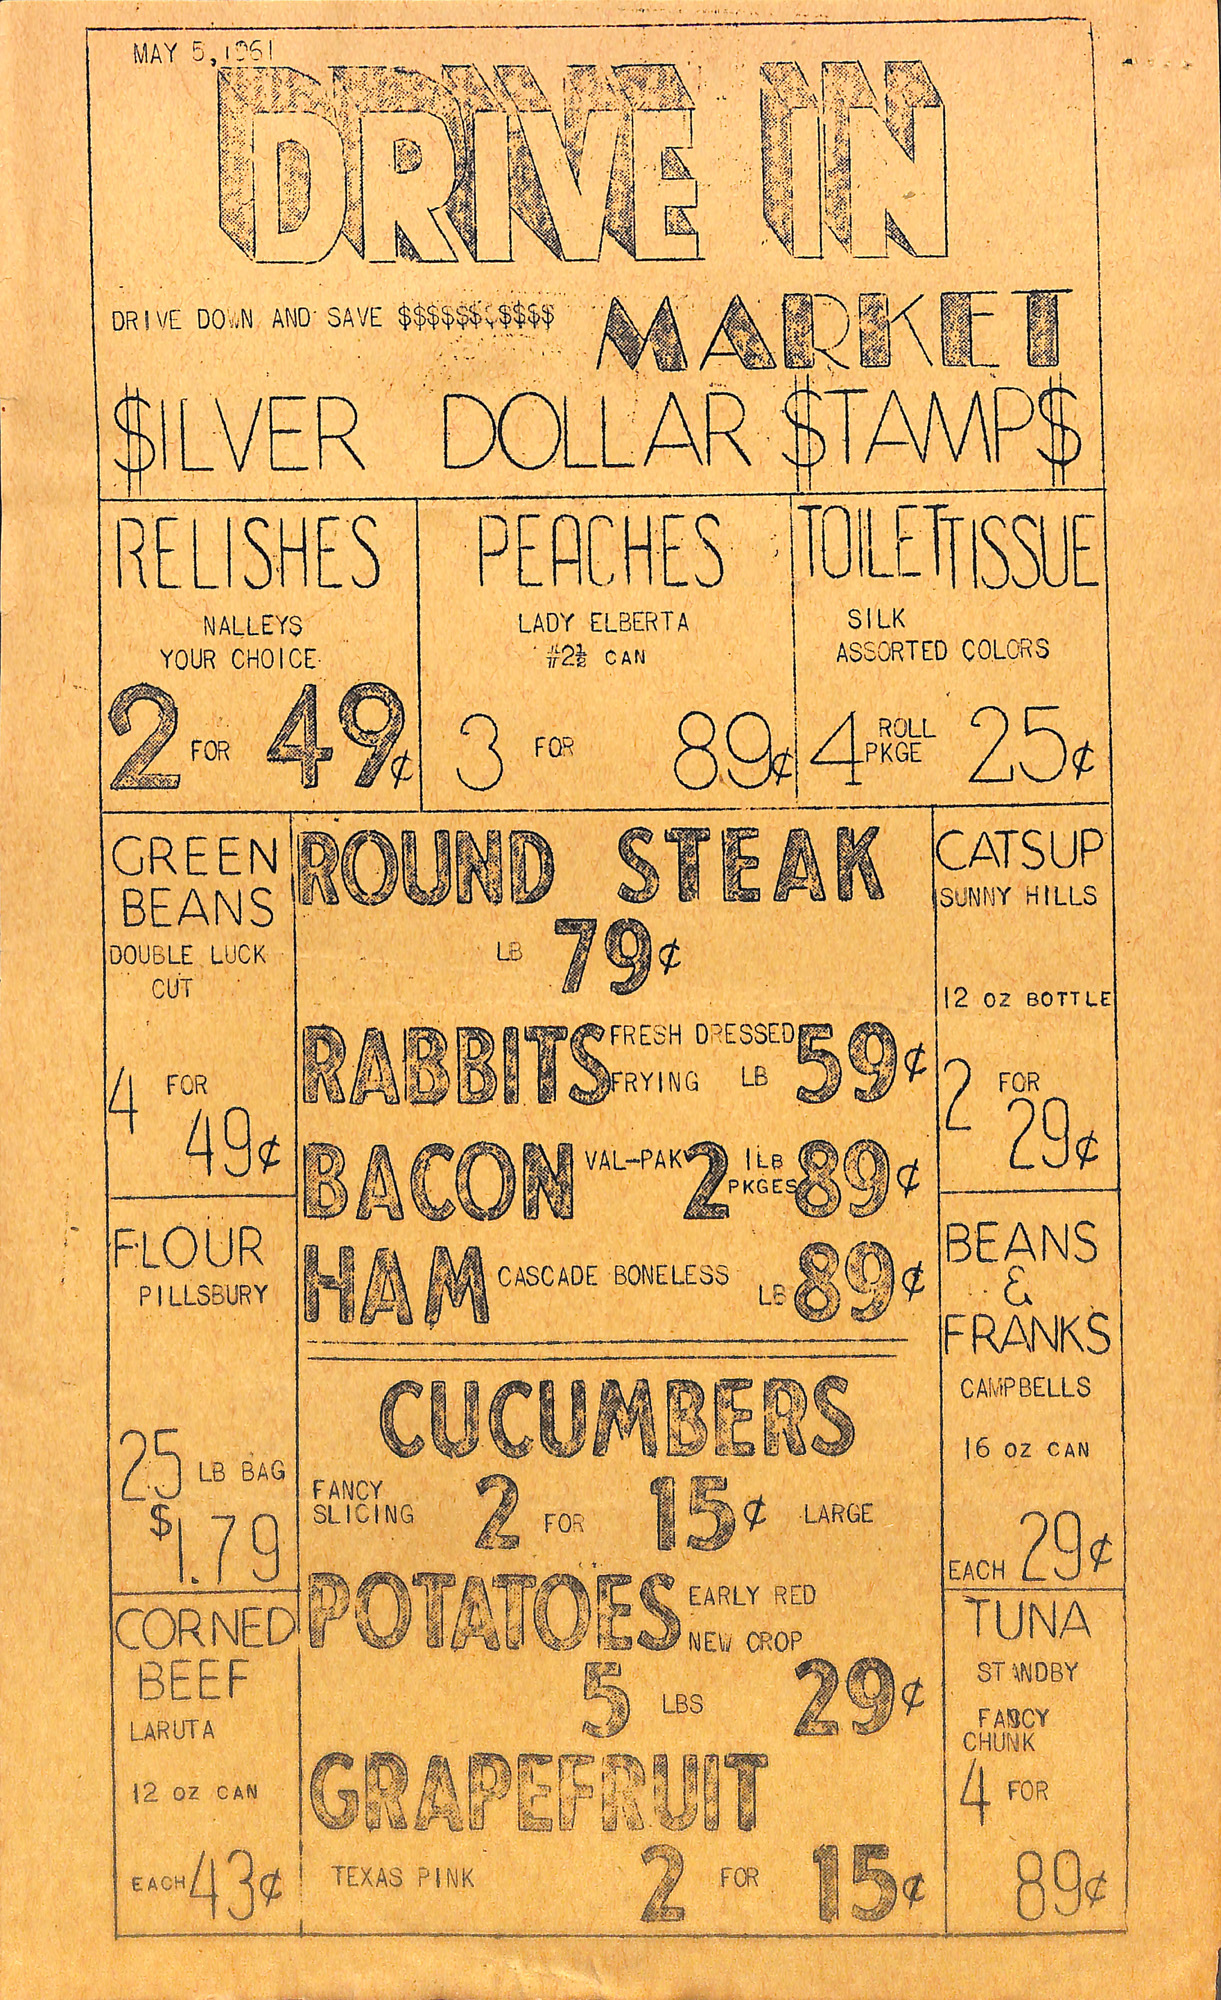 MAY 5, 1961
DRIVE IN
DRIVE DOWN AND SAVE $$$$$$$$$$$
MARKET
$ILVER DOLLAR $TAMP$
RELISHES
NALLEYS
YOUR CHOICE
2 FOR 49¢
PEACHES
LADY ELBERTA
#2½ CAN
3 FOR 89¢
TOILET TISSUE
SILK
ASSORTED COLORS
4 ROLL PKGE 25¢
GREEN
BEANS
DOUBLE LUCK
CUT
4 FOR
49¢
FLOUR
PILLSBURY
25 LB BAG
$1.79
CORNED
BEEF
LARUTA
12 OZ CAN
EACH 43¢
ROUND STEAK
LB 79¢
RABBITS FRESH DRESSED
FRYING LB 59¢
BACON VAL-PAK 2 1LB PKGES 89¢
HAM CASCADE BONELESS LB 89¢
CUCUMBERS
FANCY
SLICING 2 FOR 15¢ LARGE
POTATOES EARLY RED
NEW CROP
5 LBS 29¢
GRAPEFRUIT
TEXAS PINK 2 FOR 15¢
CATSUP
SUNNY HILLS
12 OZ BOTTLE
2 FOR
29¢
BEANS
&
FRANKS
CAMPBELLS
16 OZ CAN
EACH 29¢
TUNA
STANDBY
FANCY
CHUNK
4 FOR
89¢